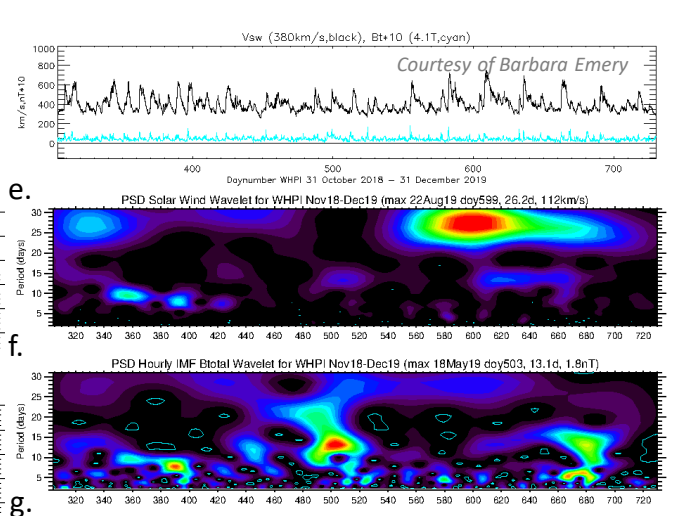 Vsw (380km/s,black), Bt*10 (4.1T,cyan)
Courtesy of Barbara Emery
1000
800
600
400
200
0
km/s,nT*10
400 500 600 700
Daynumber WHPI 31 October 2018 – 31 December 2019
e.
PSD Solar Wind Wavelet for WHPI Nov18-Dec19 (max 22Aug19 doy599, 26.2d, 112km/s)
30
25
20
15
10
5
Period (days)
320 340 360 380 400 420 440 460 480 500 520 540 560 580 600 620 640 660 680 700 720
f.
PSD Hourly IMF Btotal Wavelet for WHPI Nov18-Dec19 (max 18May19 doy503, 13.1d, 1.8nT)
30
25
20
15
10
5
Period (days)
320 340 360 380 400 420 440 460 480 500 520 540 560 580 600 620 640 660 680 700 720
g.